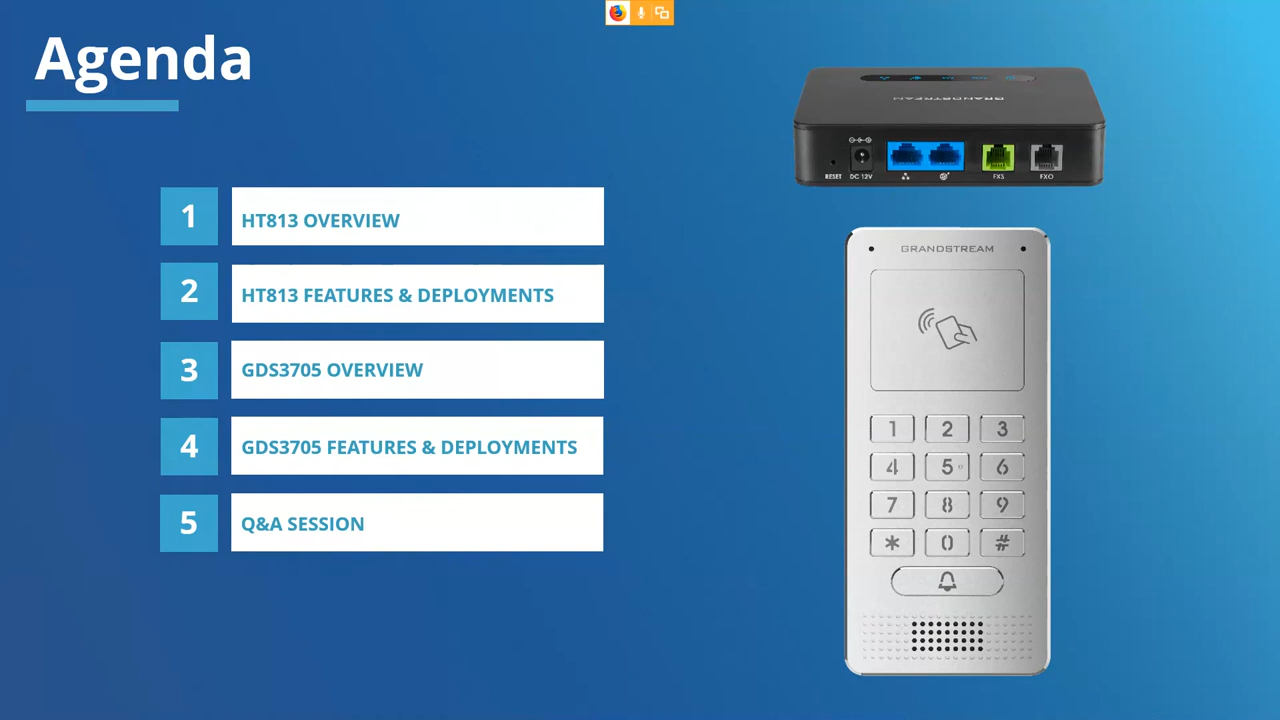 Agenda
1
HT813 OVERVIEW
2
HT813 FEATURES & DEPLOYMENTS
3
GDS3705 OVERVIEW
4
GDS3705 FEATURES & DEPLOYMENTS
5
Q&A SESSION
GRANDSTREAM
RESET DC 12V FXS FXO
GRANDSTREAM
1 2 3
4 5 6
7 8 9
* 0 #